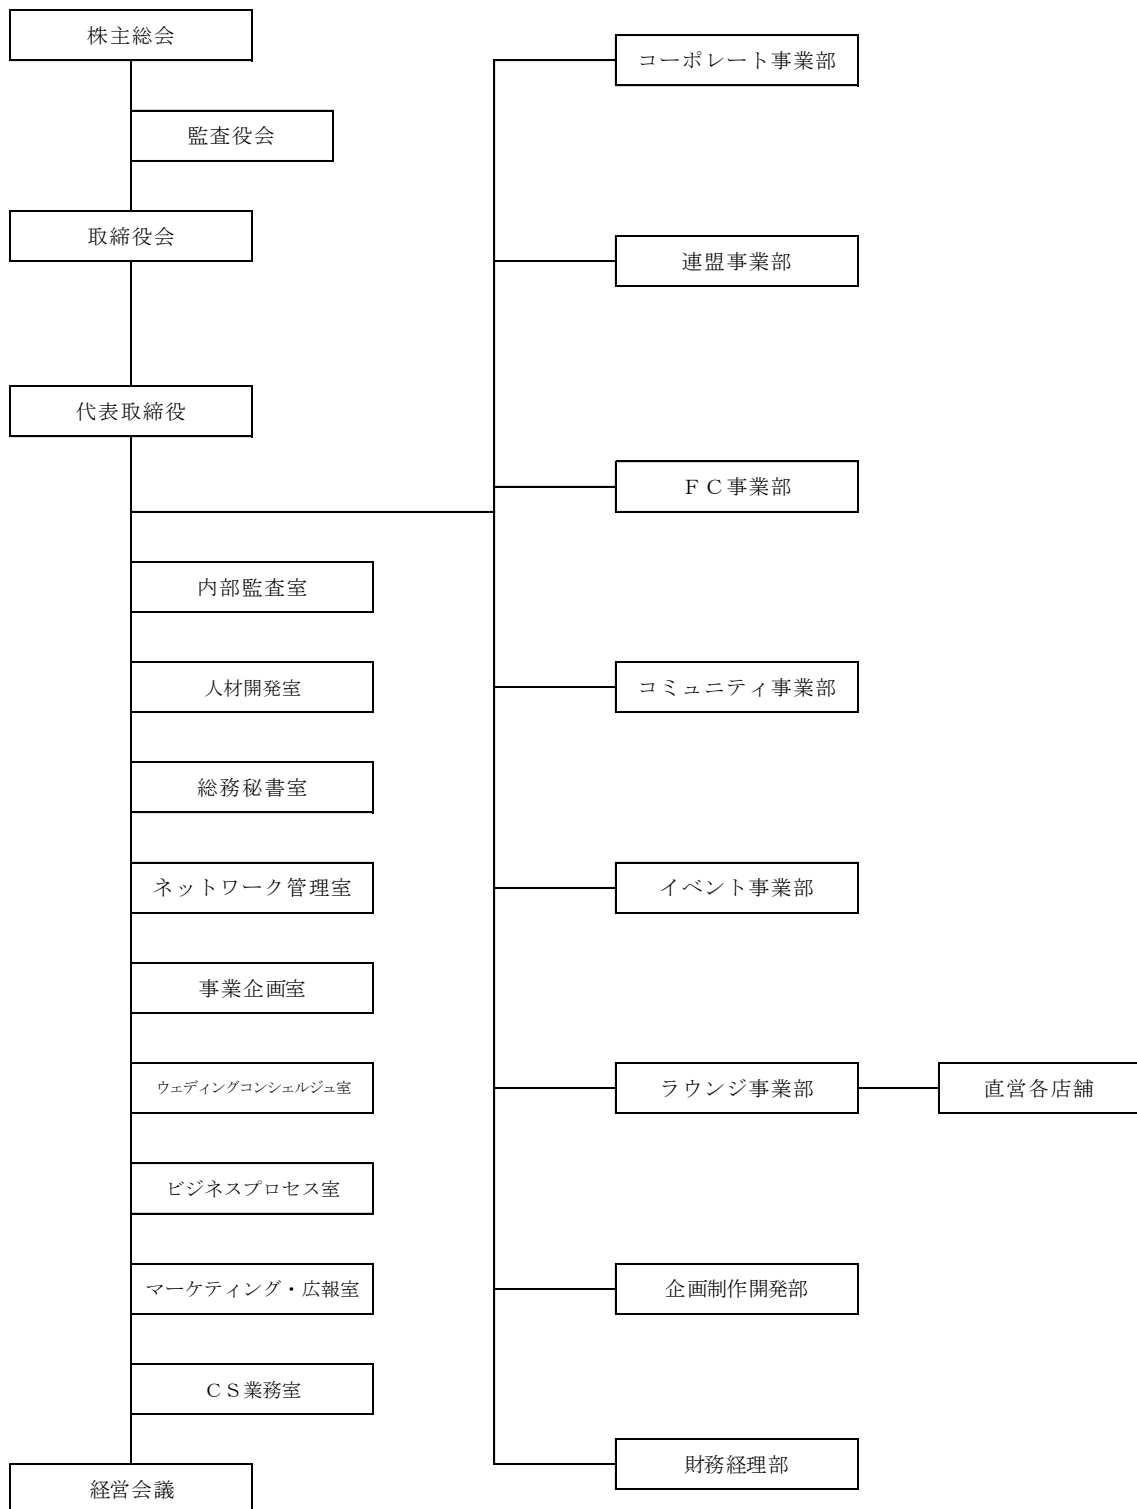 株主総会
監査役会
取締役会
代表取締役
内部監査室
人材開発室
総務秘書室
ネットワーク管理室
事業企画室
ウェディングコンシェルジュ室
ビジネスプロセス室
マーケティング・広報室
ＣＳ業務室
経営会議
コーポレート事業部
連盟事業部
ＦＣ事業部
コミュニティ事業部
イベント事業部
ラウンジ事業部
直営各店舗
企画制作開発部
財務経理部